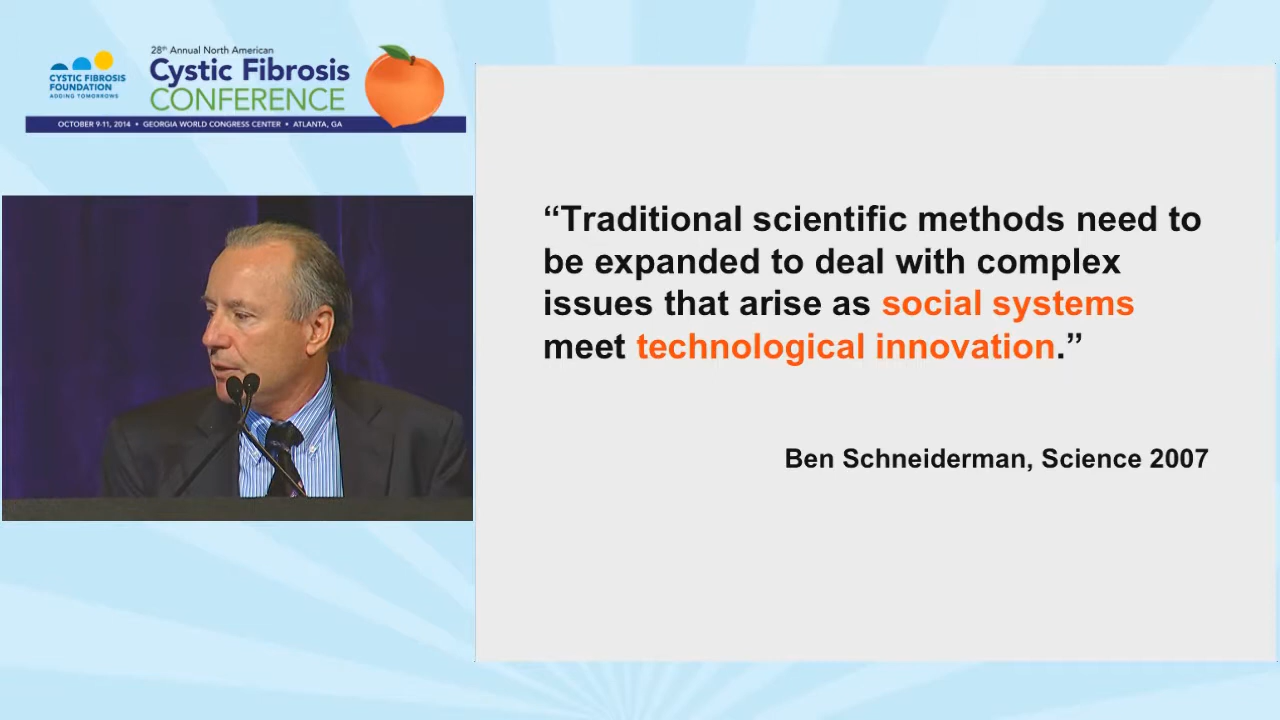 28th Annual North American
Cystic Fibrosis
CONFERENCE
CYSTIC FIBROSIS
FOUNDATION
ADDING TOMORROWS
OCTOBER 9-11, 2014 • GEORGIA WORLD CONGRESS CENTER • ATLANTA, GA
“Traditional scientific methods need to
be expanded to deal with complex
issues that arise as social systems
meet technological innovation.”
Ben Schneiderman, Science 2007